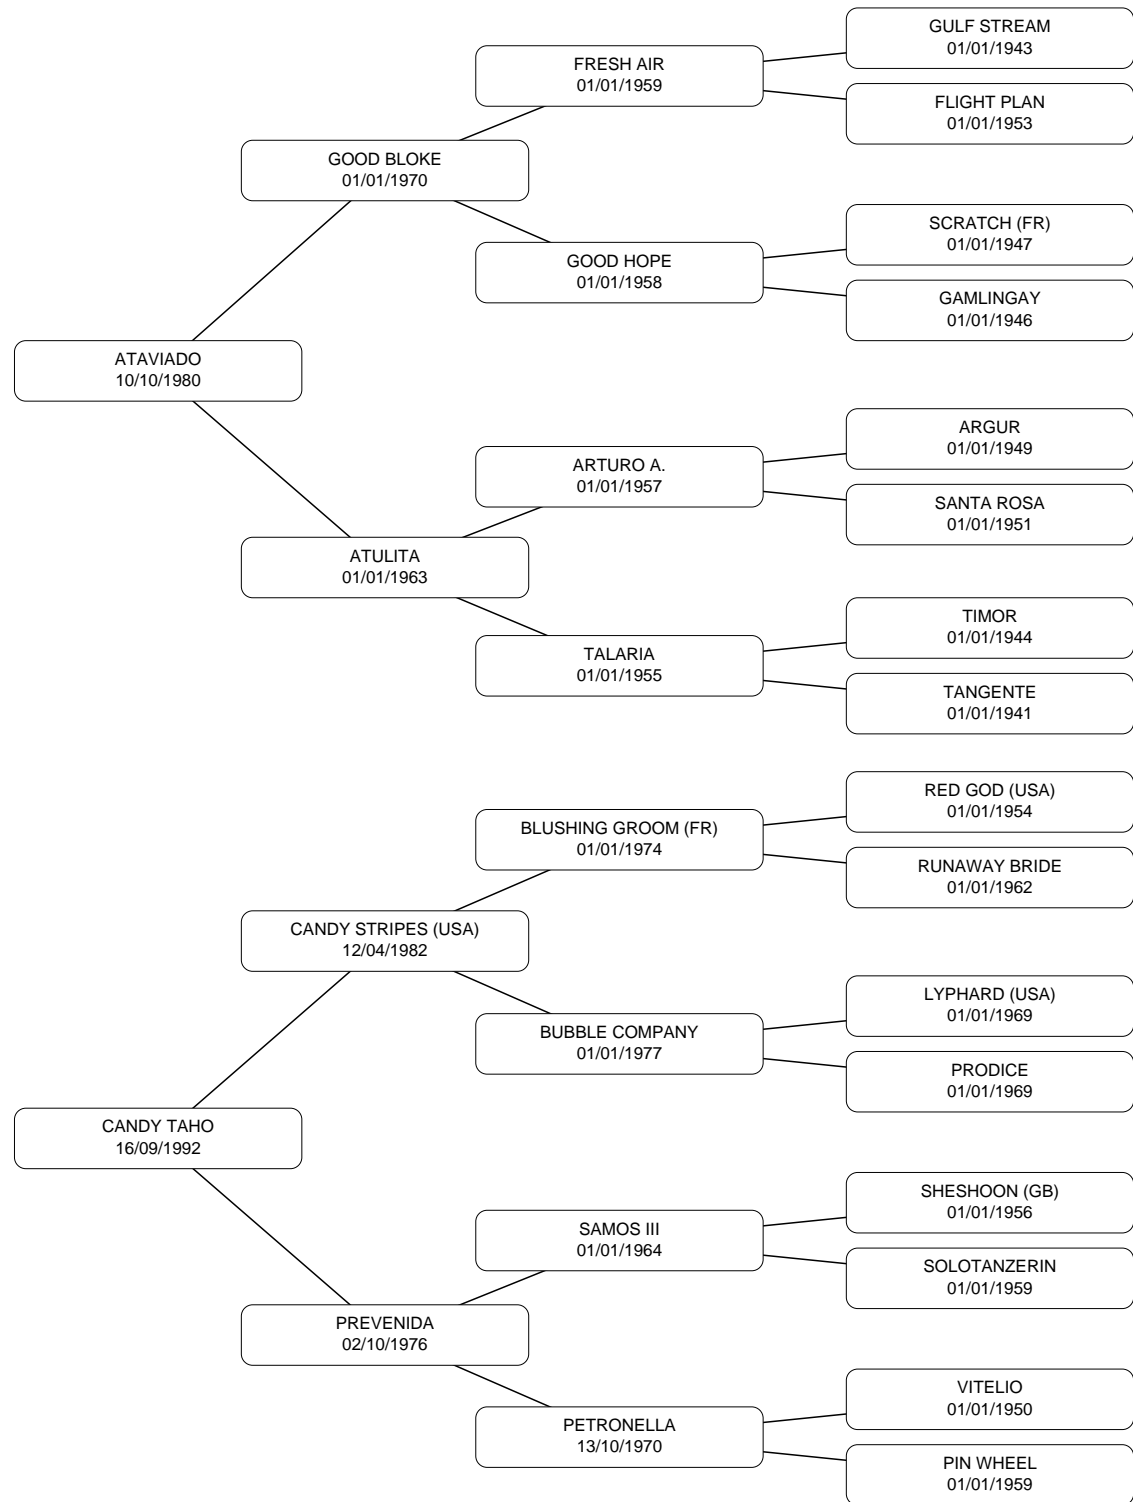 GULF STREAM
01/01/1943
FRESH AIR
01/01/1959
FLIGHT PLAN
01/01/1953
GOOD BLOKE
01/01/1970
SCRATCH (FR)
01/01/1947
GOOD HOPE
01/01/1958
GAMLINGAY
01/01/1946
ATAVIADO
10/10/1980
ARGUR
01/01/1949
ARTURO A.
01/01/1957
SANTA ROSA
01/01/1951
ATULITA
01/01/1963
TIMOR
01/01/1944
TALARIA
01/01/1955
TANGENTE
01/01/1941
RED GOD (USA)
01/01/1954
BLUSHING GROOM (FR)
01/01/1974
RUNAWAY BRIDE
01/01/1962
CANDY STRIPES (USA)
12/04/1982
LYPHARD (USA)
01/01/1969
BUBBLE COMPANY
01/01/1977
PRODICE
01/01/1969
CANDY TAHO
16/09/1992
SHESHOON (GB)
01/01/1956
SAMOS III
01/01/1964
SOLOTANZERIN
01/01/1959
PREVENIDA
02/10/1976
VITELIO
01/01/1950
PETRONELLA
13/10/1970
PIN WHEEL
01/01/1959